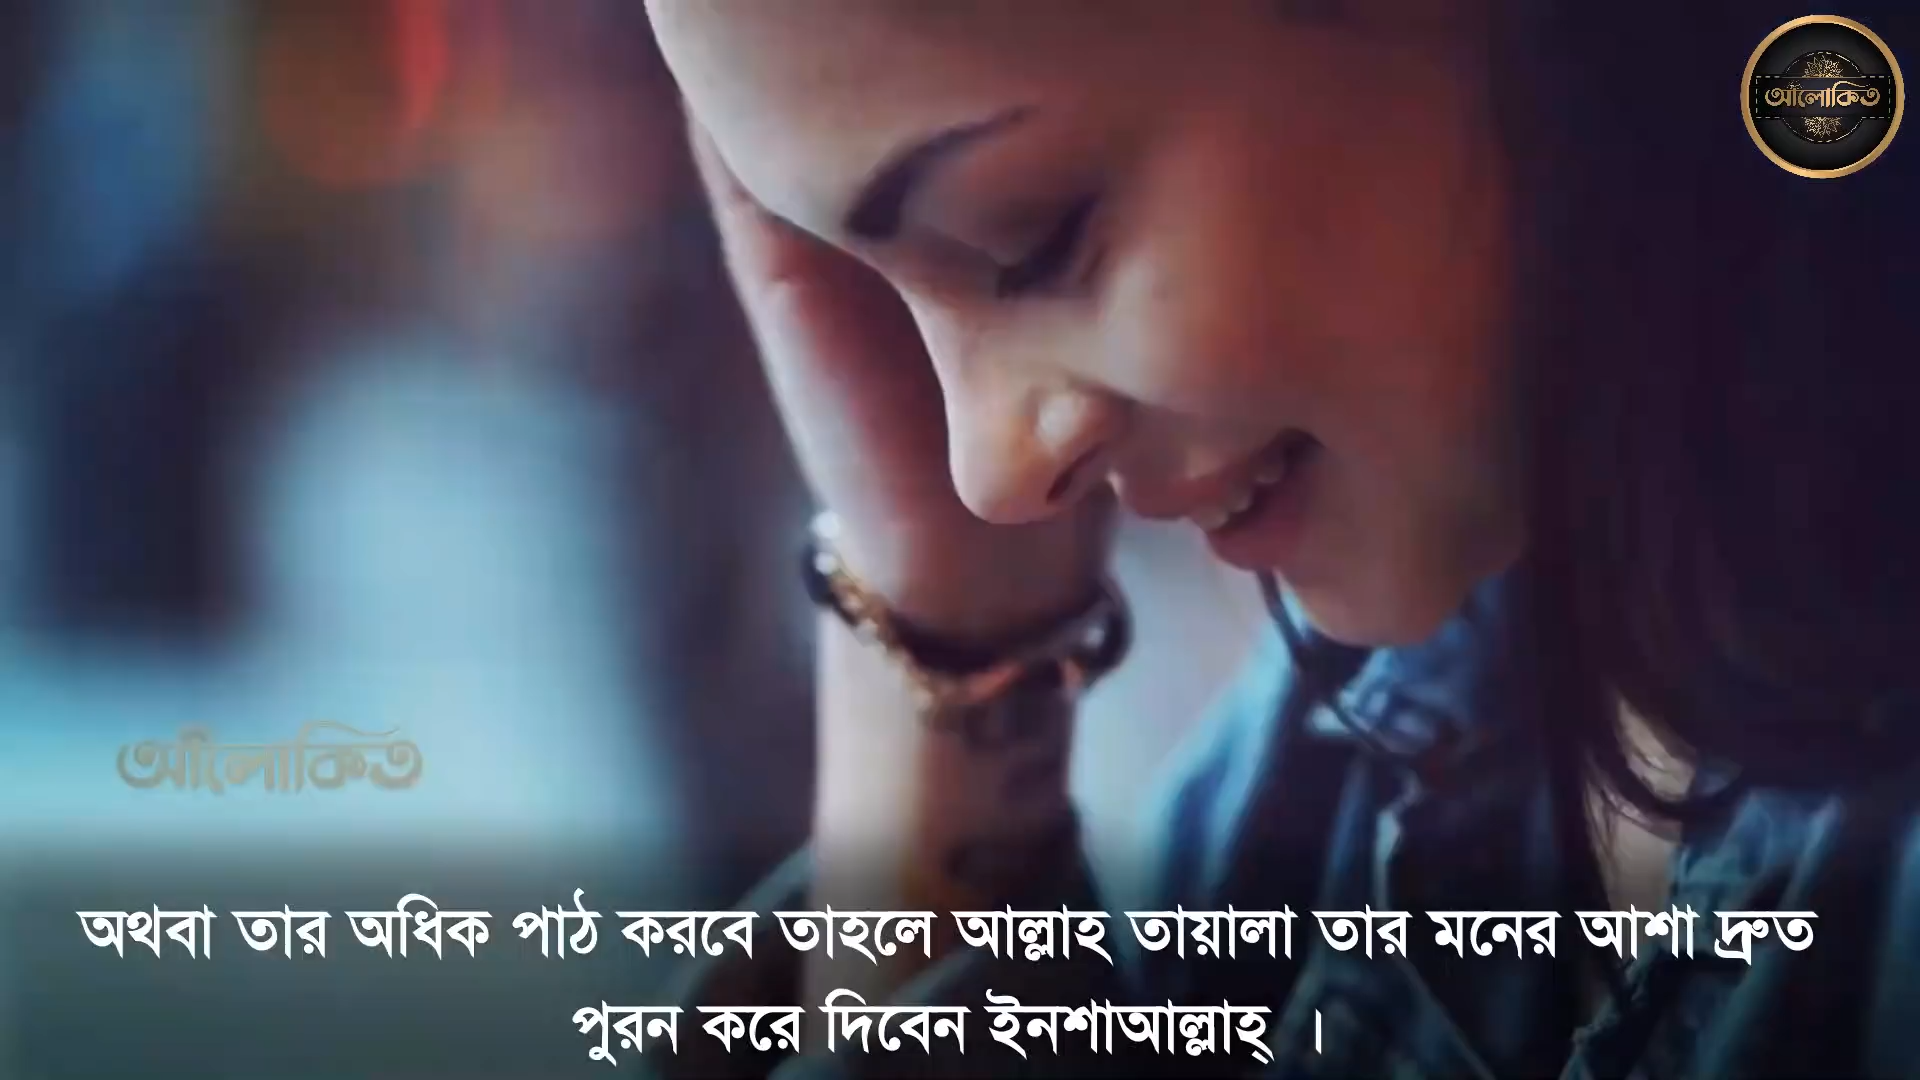 আলোকিত
আলোকিত
অথবা তার অধিক পাঠ করবে তাহলে আল্লাহ তায়ালা তার মনের আশা দ্রুত
পুরন করে দিবেন ইনশাআল্লাহ্ ।